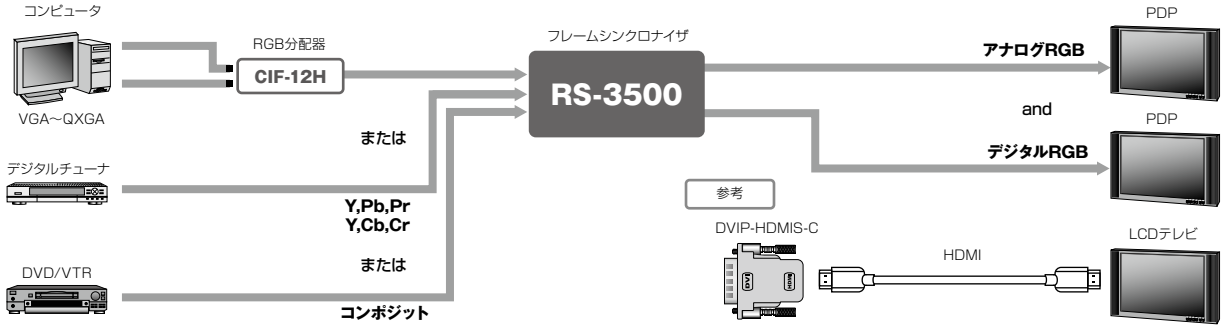 コンピュータ
VGA～QXGA
RGB分配器
CIF-12H
フレームシンクロナイザ
RS-3500
アナログRGB
PDP
and
デジタルRGB
PDP
または
デジタルチューナ
Y,Pb,Pr
Y,Cb,Cr
または
DVD/VTR
コンポジット
参考
DVIP-HDMIS-C
DVI
HDMI
HDMI
LCDテレビ